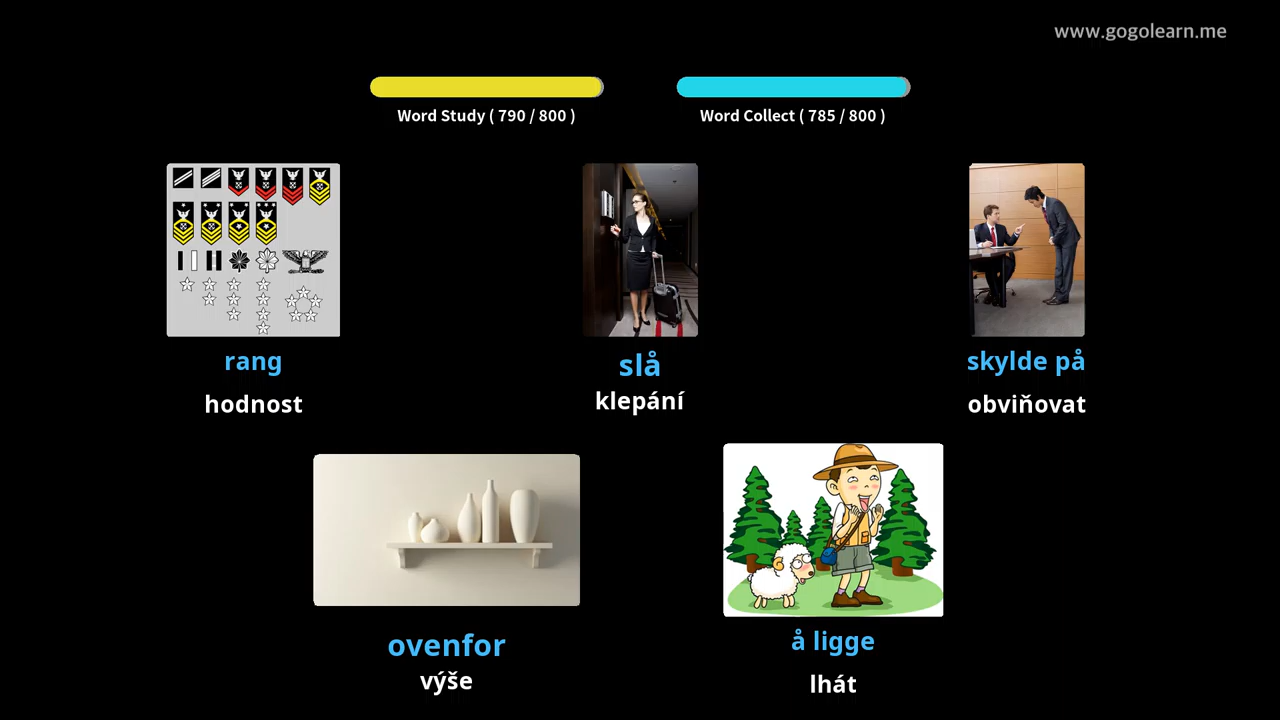 www.gogolearn.me
Word Study ( 790 / 800 )
Word Collect ( 785 / 800 )
rang
hodnost
slå
klepání
skylde på
obviňovat
ovenfor
výše
å ligge
lhát